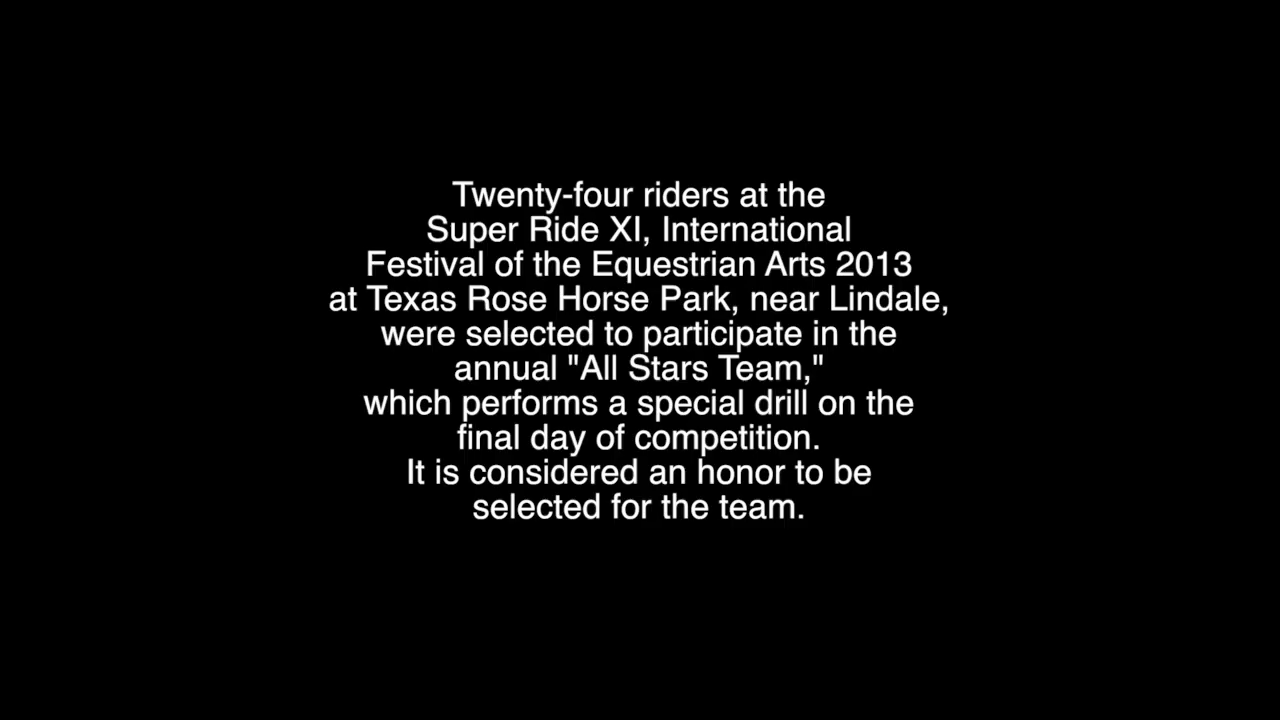 Twenty-four riders at the
Super Ride XI, International
Festival of the Equestrian Arts 2013
at Texas Rose Horse Park, near Lindale,
were selected to participate in the
annual "All Stars Team,"
which performs a special drill on the
final day of competition.
It is considered an honor to be
selected for the team.